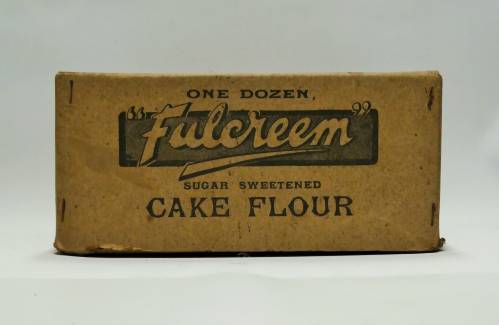 ONE DOZEN,
"Fulcreem"
SUGAR SWEETENED
CAKE FLOUR